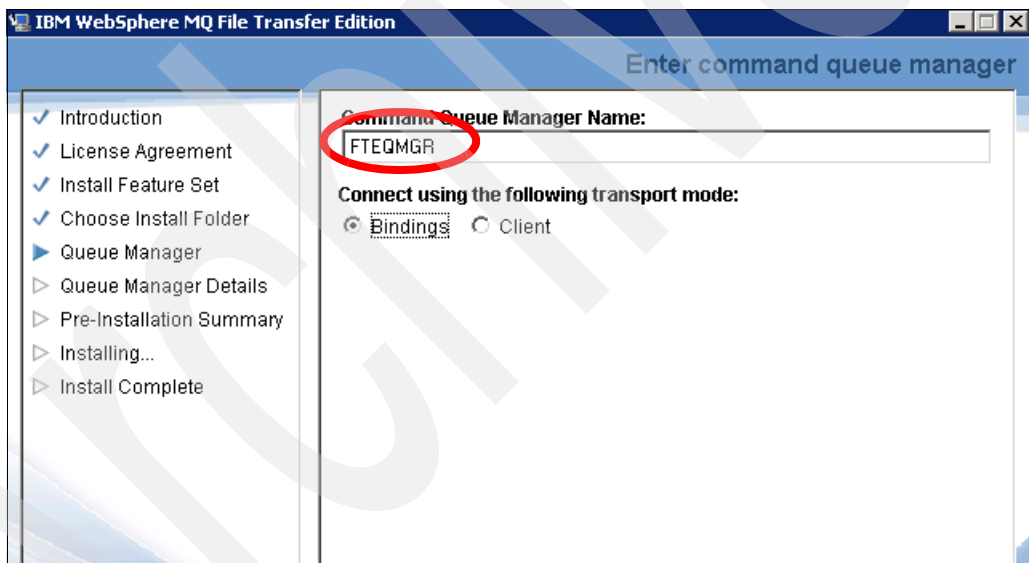 IBM WebSphere MQ File Transfer Edition
Enter command queue manager
Introduction
License Agreement
Install Feature Set
Choose Install Folder
Queue Manager
Queue Manager Details
Pre-Installation Summary
Installing...
Install Complete
Command Queue Manager Name:
FTEQMGR
Connect using the following transport mode:
Bindings Client